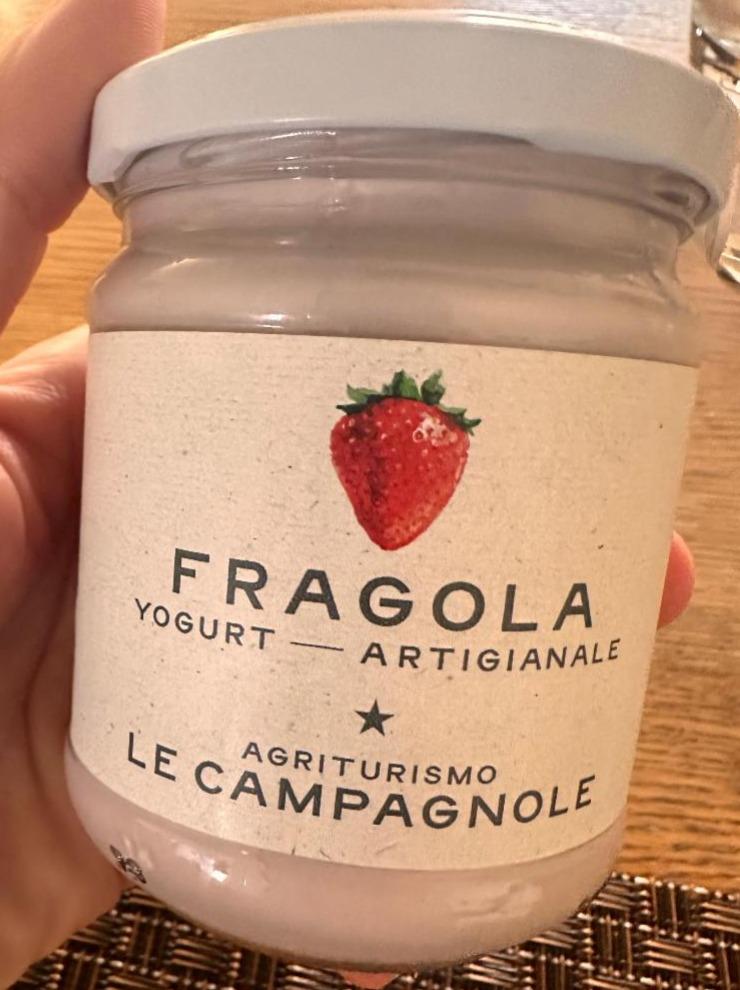 FRAGOLA
YOGURT — ARTIGIANALE
AGRITURISMO
LE CAMPAGNOLE